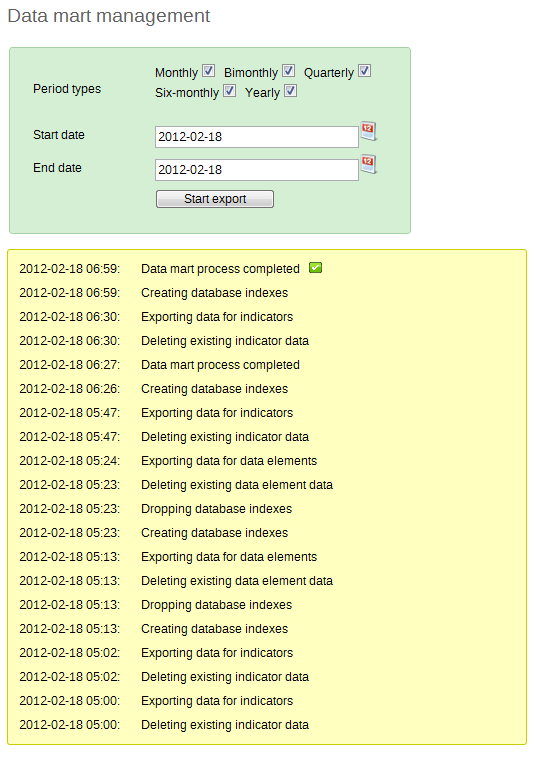 Data mart management
Monthly Bimonthly Quarterly
Period types
Six-monthly Yearly
Start date 2012-02-18
End date 2012-02-18
Start export
2012-02-18 06:59: Data mart process completed
2012-02-18 06:59: Creating database indexes
2012-02-18 06:30: Exporting data for indicators
2012-02-18 06:30: Deleting existing indicator data
2012-02-18 06:27: Data mart process completed
2012-02-18 06:26: Creating database indexes
2012-02-18 05:47: Exporting data for indicators
2012-02-18 05:47: Deleting existing indicator data
2012-02-18 05:24: Exporting data for data elements
2012-02-18 05:23: Deleting existing data element data
2012-02-18 05:23: Dropping database indexes
2012-02-18 05:23: Creating database indexes
2012-02-18 05:13: Exporting data for data elements
2012-02-18 05:13: Deleting existing data element data
2012-02-18 05:13: Dropping database indexes
2012-02-18 05:13: Creating database indexes
2012-02-18 05:02: Exporting data for indicators
2012-02-18 05:02: Deleting existing indicator data
2012-02-18 05:00: Exporting data for indicators
2012-02-18 05:00: Deleting existing indicator data